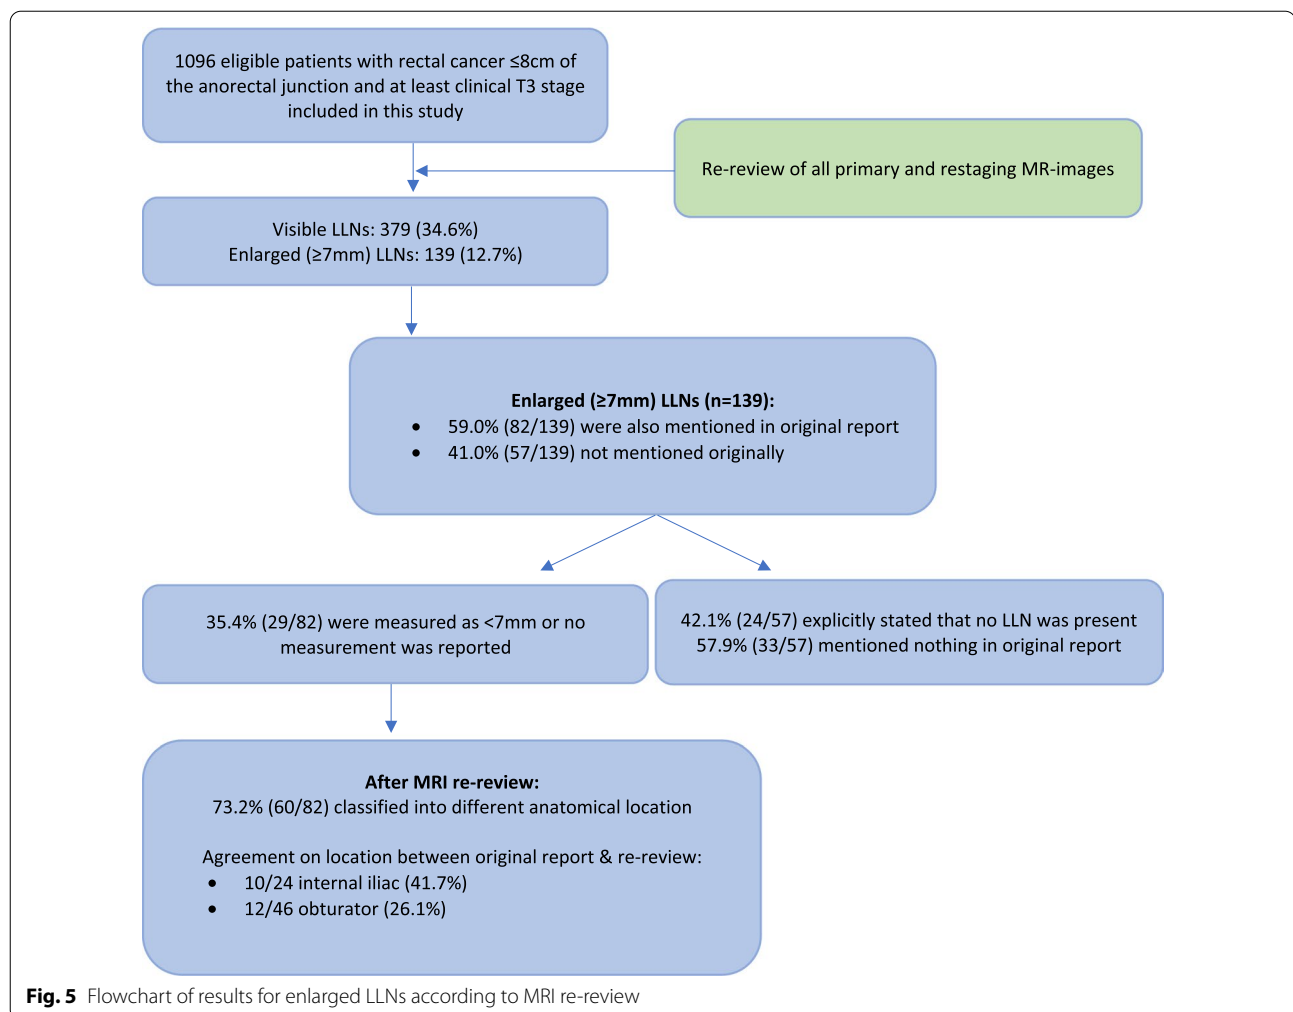 1096 eligible patients with rectal cancer ≤8cm of
the anorectal junction and at least clinical T3 stage
included in this study
Re-review of all primary and restaging MR-images
Visible LLNs: 379 (34.6%)
Enlarged (≥7mm) LLNs: 139 (12.7%)
Enlarged (≥7mm) LLNs (n=139):
• 59.0% (82/139) were also mentioned in original report
• 41.0% (57/139) not mentioned originally
35.4% (29/82) were measured as <7mm or no
measurement was reported
42.1% (24/57) explicitly stated that no LLN was present
57.9% (33/57) mentioned nothing in original report
After MRI re-review:
73.2% (60/82) classified into different anatomical location
Agreement on location between original report & re-review:
• 10/24 internal iliac (41.7%)
• 12/46 obturator (26.1%)
Fig. 5 Flowchart of results for enlarged LLNs according to MRI re-review